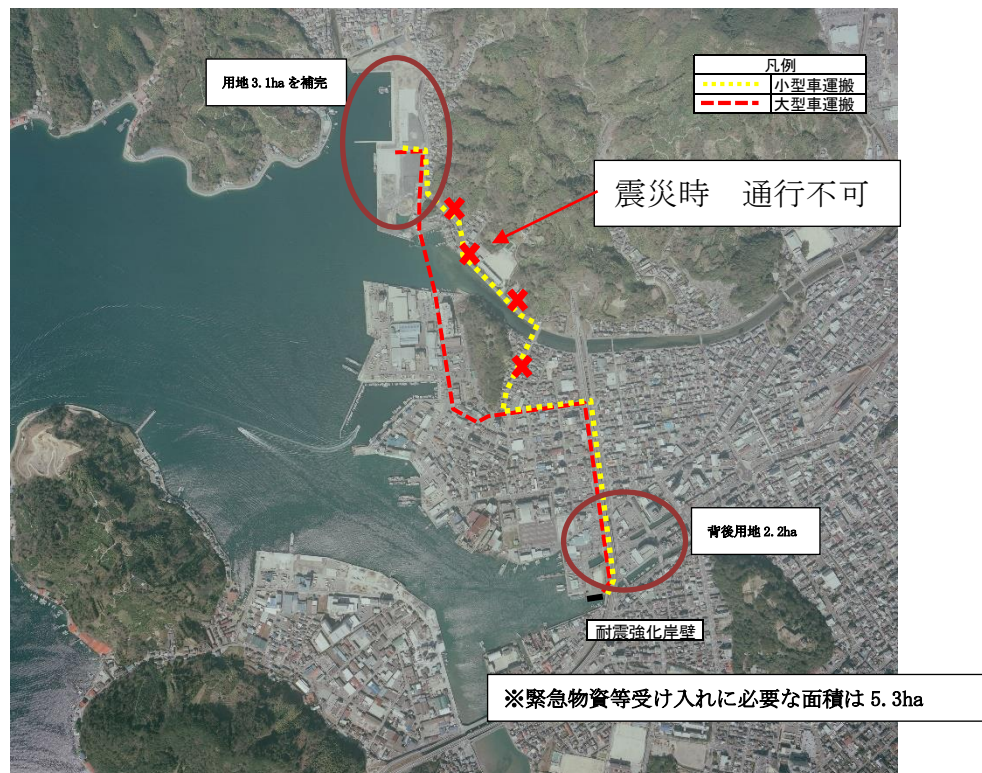 用地 3.1ha を補完
凡例
小型車運搬
大型車運搬
震災時　通行不可
背後用地 2.2ha
耐震強化岸壁
※緊急物資等受け入れに必要な面積は 5.3ha